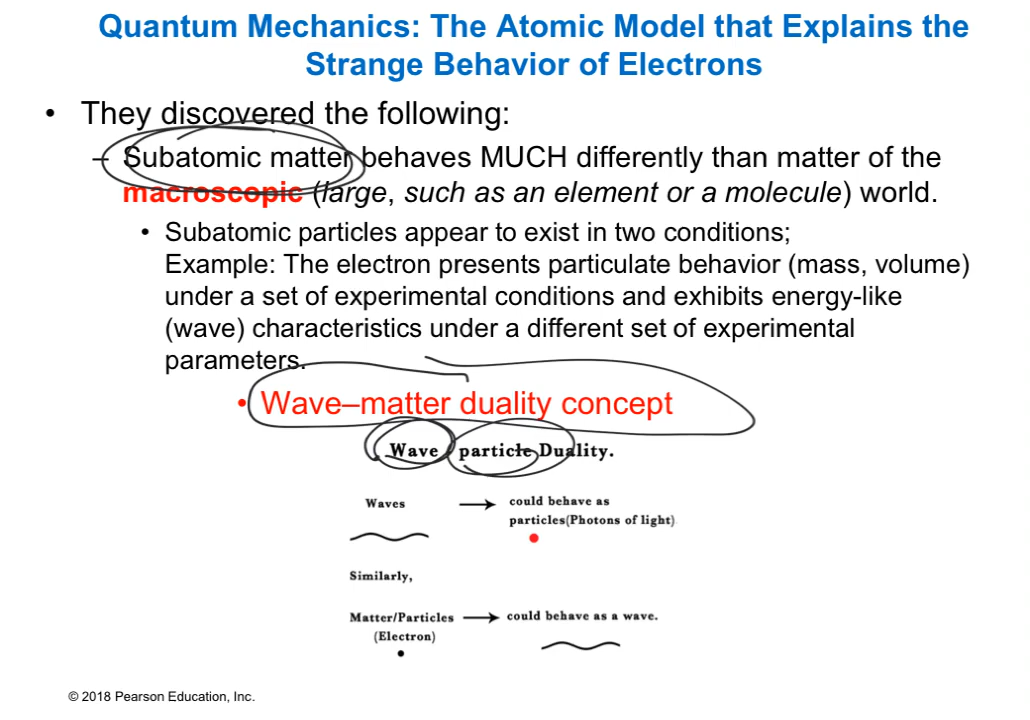 Quantum Mechanics: The Atomic Model that Explains the
Strange Behavior of Electrons
• They discovered the following:
– Subatomic matter behaves MUCH differently than matter of the
macroscopic (large, such as an element or a molecule) world.
• Subatomic particles appear to exist in two conditions;
Example: The electron presents particulate behavior (mass, volume)
under a set of experimental conditions and exhibits energy-like
(wave) characteristics under a different set of experimental
parameters.
• Wave–matter duality concept
Wave particle Duality.
Waves → could behave as
particles(Photons of light)
Similarly,
Matter/Particles → could behave as a wave.
(Electron)
© 2018 Pearson Education, Inc.